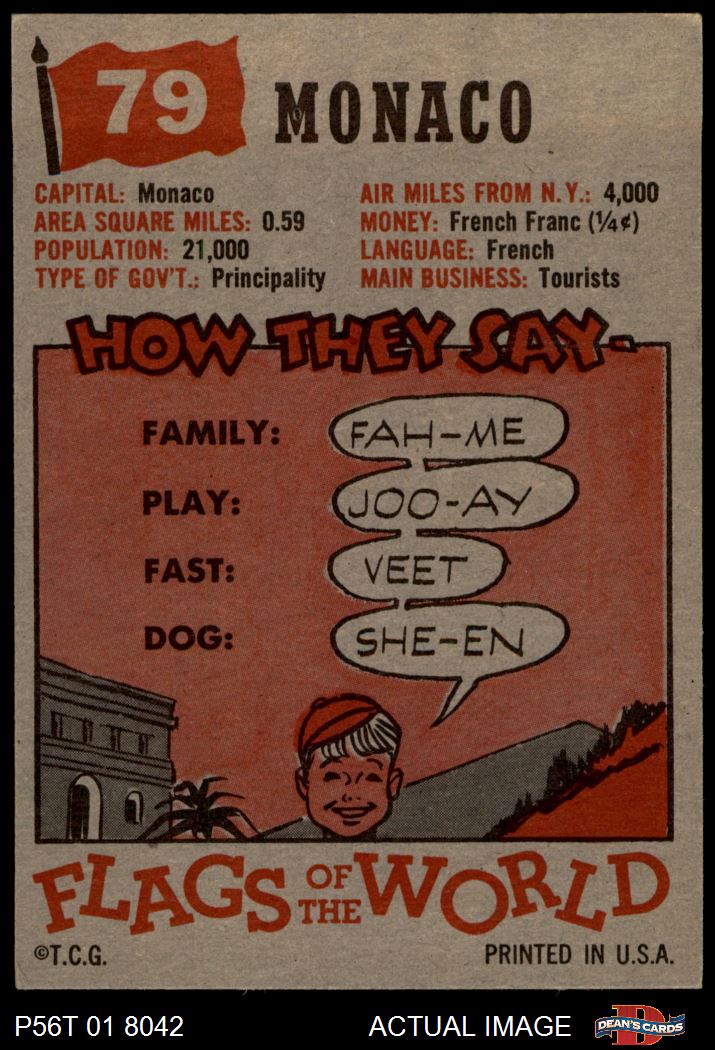 79 MONACO
CAPITAL: Monaco
AREA SQUARE MILES: 0.59
POPULATION: 21,000
TYPE OF GOV'T.: Principality
AIR MILES FROM N.Y.: 4,000
MONEY: French Franc (¼¢)
LANGUAGE: French
MAIN BUSINESS: Tourists
HOW THEY SAY-
FAMILY: FAH-ME
PLAY: JOO-AY
FAST: VEET
DOG: SHE-EN
FLAGS OF THE WORLD
©T.C.G. PRINTED IN U.S.A.
P56T 01 8042 ACTUAL IMAGE D DEAN'S CARDS